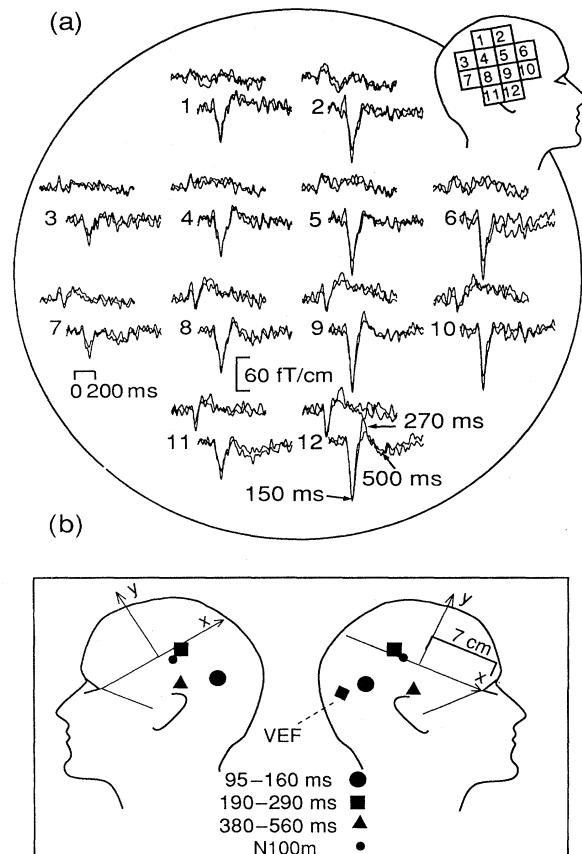 (a)
1 2
3 4 5 6
7 8 9 10
11 12
1 2
3 4 5 6
7 8 9 10
0 200 ms
60 fT/cm
11 12
270 ms
500 ms
150 ms
(b)
y x
y 7 cm x
VEF
95–160 ms
190–290 ms
380–560 ms
N100m